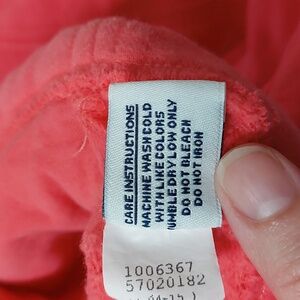 CARE INSTRUCTIONS
MACHINE WASH COLD
WITH LIKE COLORS
UMBLE DRY LOW ONLY
DO NOT BLEACH
DO NOT IRON
1006367
57020182